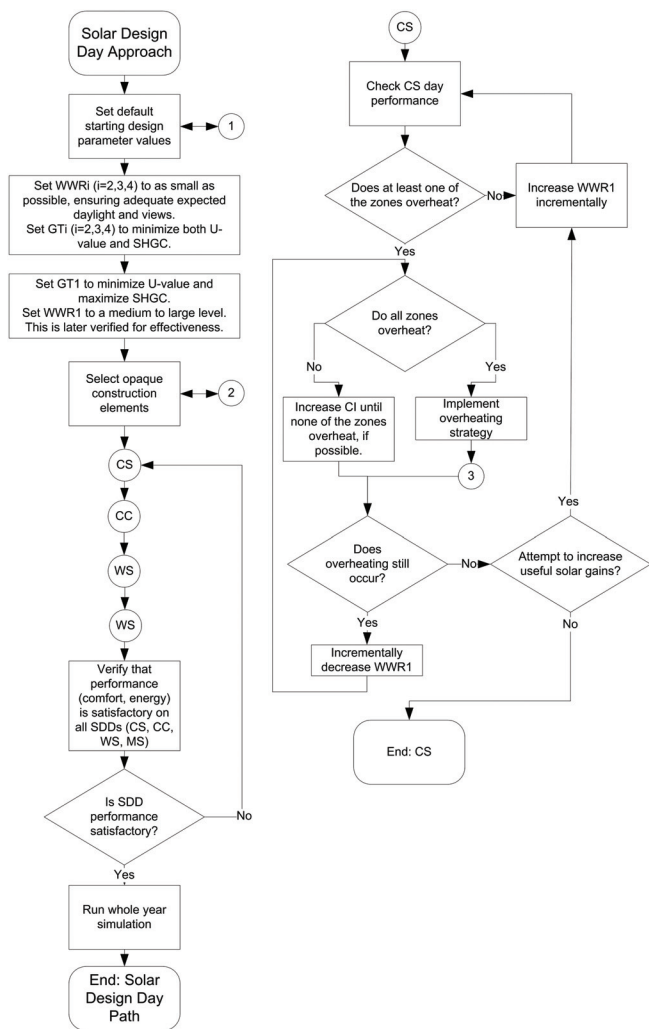 Solar Design
Day Approach
Set default
starting design
parameter values
1
Set WWRi (i=2,3,4) to as small as
possible, ensuring adequate expected
daylight and views.
Set GTi (i=2,3,4) to minimize both U-
value and SHGC.
Set GT1 to minimize U-value and
maximize SHGC.
Set WWR1 to a medium to large level.
This is later verified for effectiveness.
Select opaque
construction
elements
2
CS
CC
WS
WS
Verify that
performance
(comfort, energy)
is satisfactory on
all SDDs (CS, CC,
WS, MS)
Is SDD
performance
satisfactory?
No
Yes
Run whole year
simulation
End: Solar
Design Day
Path
CS
Check CS day
performance
Does at least one of
the zones overheat?
No
Increase WWR1
incrementally
Yes
Do all zones
overheat?
No
Yes
Increase CI until
none of the zones
overheat, if
possible.
Implement
overheating
strategy
3
Does
overheating still
occur?
No
Attempt to increase
useful solar gains?
Yes
Yes
No
Incrementally
decrease WWR1
End: CS